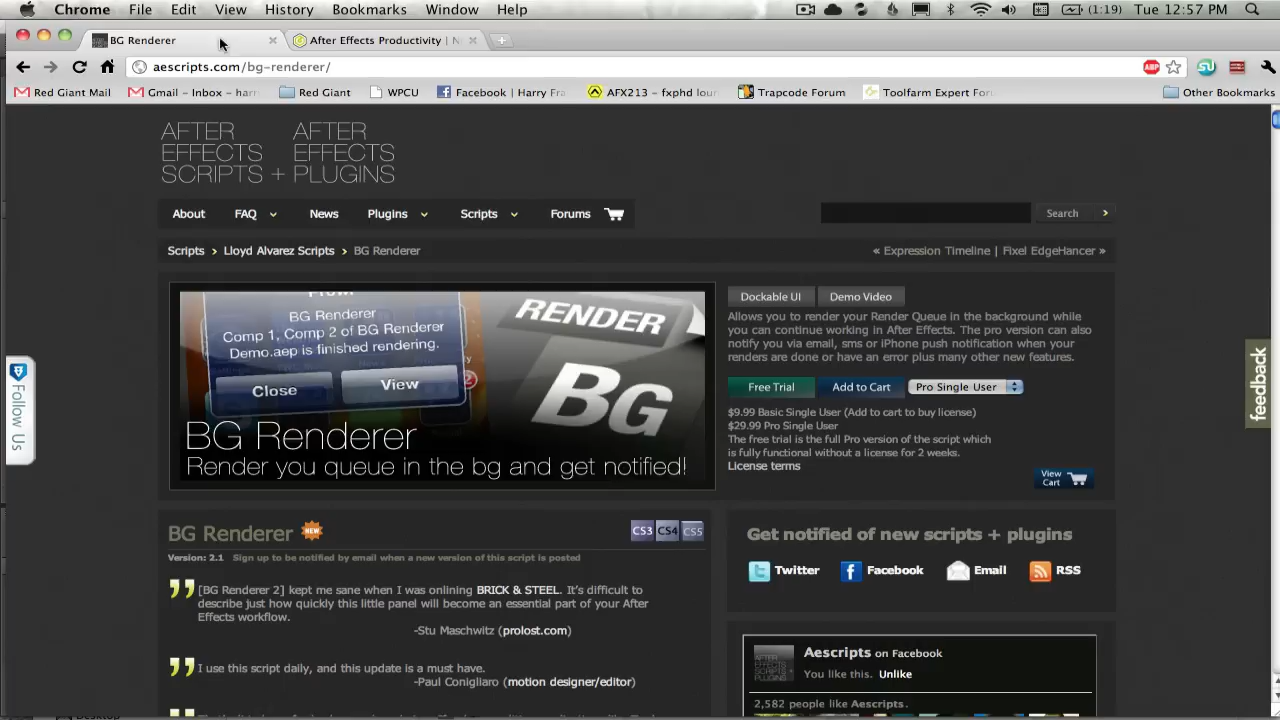 Chrome File Edit View History Bookmarks Window Help (1:19) Tue 12:57 PM
BG Renderer After Effects Productivity | N
aescripts.com/bg-renderer/
Red Giant Mail Gmail – Inbox – harr Red Giant WPCU Facebook | Harry Fra AFX213 – fxphd lour Trapcode Forum Toolfarm Expert Foru Other Bookmarks
AFTER AFTER
EFFECTS EFFECTS
SCRIPTS + PLUGINS
About FAQ News Plugins Scripts Forums Search
Scripts › Lloyd Alvarez Scripts › BG Renderer « Expression Timeline | Fixel EdgeHancer »
BG Renderer
Comp 1, Comp 2 of BG Renderer
Demo.aep is finished rendering.
Close View
RENDER
BG
BG Renderer
Render you queue in the bg and get notified!
Dockable UI Demo Video
Allows you to render your Render Queue in the background while
you can continue working in After Effects. The pro version can also
notify you via email, sms or iPhone push notification when your
renders are done or have an error plus many other new features.
Free Trial Add to Cart Pro Single User
$9.99 Basic Single User (Add to cart to buy license)
$29.99 Pro Single User
The free trial is the full Pro version of the script which
is fully functional without a license for 2 weeks.
License terms
View
Cart
Follow Us
feedback
BG Renderer NEW CS3 CS4 CS5
Version: 2.1 Sign up to be notified by email when a new version of this script is posted
[BG Renderer 2] kept me sane when I was onlining BRICK & STEEL. It's difficult to
describe just how quickly this little panel will become an essential part of your After
Effects workflow.
-Stu Maschwitz (prolost.com)
I use this script daily, and this update is a must have.
-Paul Conigliaro (motion designer/editor)
Get notified of new scripts + plugins
Twitter Facebook Email RSS
Aescripts on Facebook
You like this. Unlike
2,582 people like Aescripts.